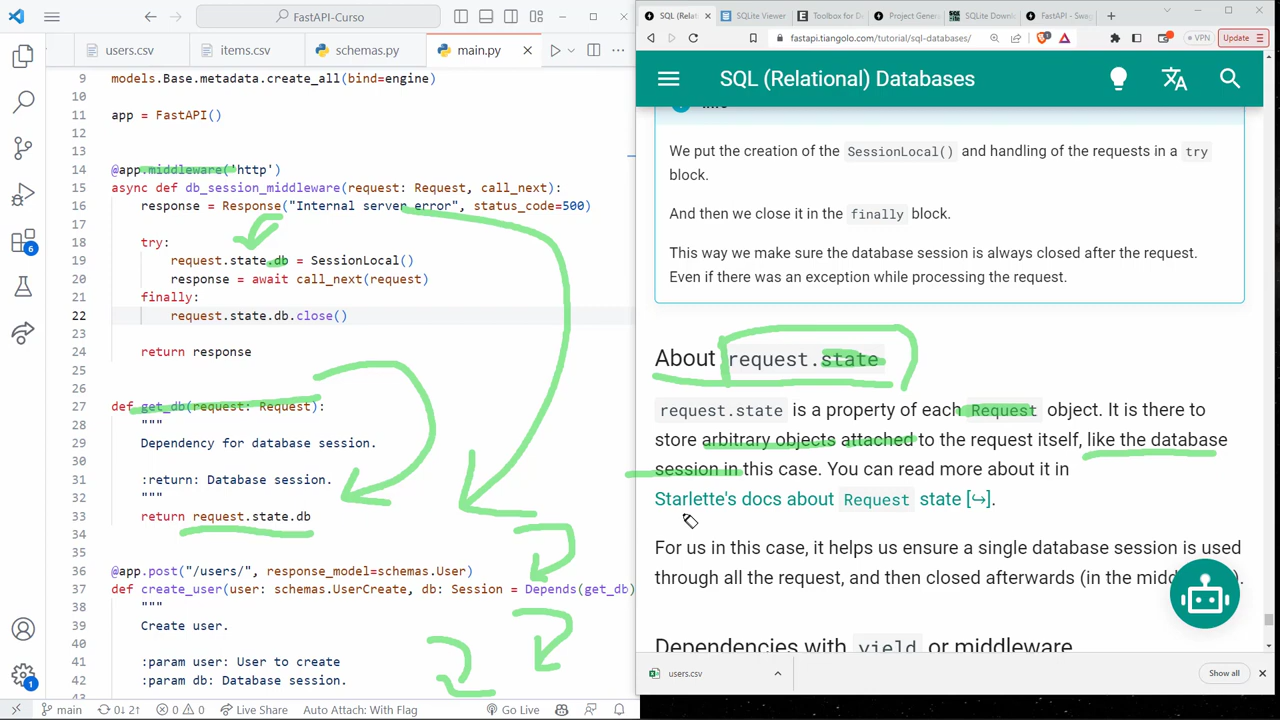 FastAPI-Curso
users.csv
items.csv
schemas.py
main.py
9 models.Base.metadata.create_all(bind=engine)
10
11 app = FastAPI()
12
13
14 @app.middleware('http')
15 async def db_session_middleware(request: Request, call_next):
16 response = Response("Internal server error", status_code=500)
17
18 try:
19 request.state.db = SessionLocal()
20 response = await call_next(request)
21 finally:
22 request.state.db.close()
23
24 return response
25
26
27 def get_db(request: Request):
28 """
29 Dependency for database session.
30
31 :return: Database session.
32 """
33 return request.state.db
34
35
36 @app.post("/users/", response_model=schemas.User)
37 def create_user(user: schemas.UserCreate, db: Session = Depends(get_db)
38 """
39 Create user.
40
41 :param user: User to create
42 :param db: Database session.
43
6
1
main
0↓ 2↑
0 0
Live Share
Auto Attach: With Flag
Go Live
SQL (Rela
SQLite Viewer
Toolbox for D
Project Gener
SQLite Downl
FastAPI - Swa
fastapi.tiangolo.com/tutorial/sql-databases/
1
VPN
Update
SQL (Relational) Databases
We put the creation of the SessionLocal() and handling of the requests in a try
block.
And then we close it in the finally block.
This way we make sure the database session is always closed after the request.
Even if there was an exception while processing the request.
About request.state
request.state is a property of each Request object. It is there to
store arbitrary objects attached to the request itself, like the database
session in this case. You can read more about it in
Starlette's docs about Request state [↪].
For us in this case, it helps us ensure a single database session is used
through all the request, and then closed afterwards (in the midd
Dependencies with yield or middleware
users.csv
Show all